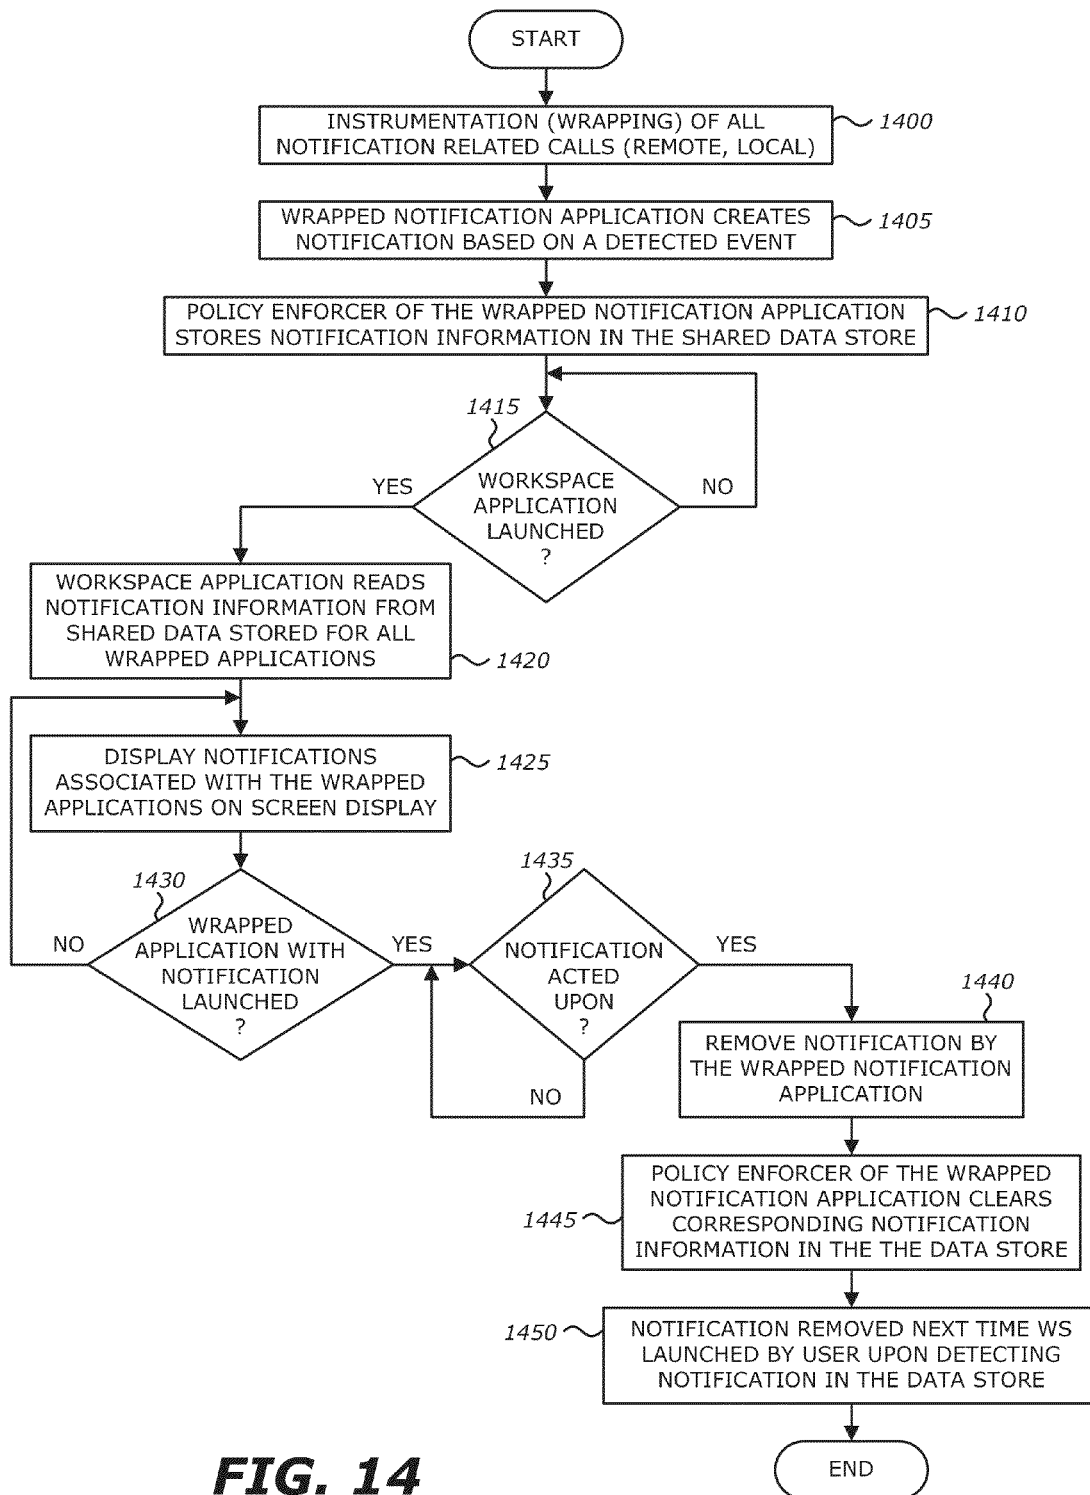 START
INSTRUMENTATION (WRAPPING) OF ALL
NOTIFICATION RELATED CALLS (REMOTE, LOCAL)
1400
WRAPPED NOTIFICATION APPLICATION CREATES
NOTIFICATION BASED ON A DETECTED EVENT
1405
POLICY ENFORCER OF THE WRAPPED NOTIFICATION APPLICATION
STORES NOTIFICATION INFORMATION IN THE SHARED DATA STORE
1410
1415
WORKSPACE
APPLICATION
LAUNCHED
?
YES
NO
WORKSPACE APPLICATION READS
NOTIFICATION INFORMATION FROM
SHARED DATA STORED FOR ALL
WRAPPED APPLICATIONS
1420
DISPLAY NOTIFICATIONS
ASSOCIATED WITH THE WRAPPED
APPLICATIONS ON SCREEN DISPLAY
1425
1430
WRAPPED
APPLICATION WITH
NOTIFICATION
LAUNCHED
?
NO
YES
1435
NOTIFICATION
ACTED
UPON
?
YES
NO
1440
REMOVE NOTIFICATION BY
THE WRAPPED NOTIFICATION
APPLICATION
POLICY ENFORCER OF THE WRAPPED
NOTIFICATION APPLICATION CLEARS
CORRESPONDING NOTIFICATION
INFORMATION IN THE THE DATA STORE
1445
NOTIFICATION REMOVED NEXT TIME WS
LAUNCHED BY USER UPON DETECTING
NOTIFICATION IN THE DATA STORE
1450
END
FIG. 14